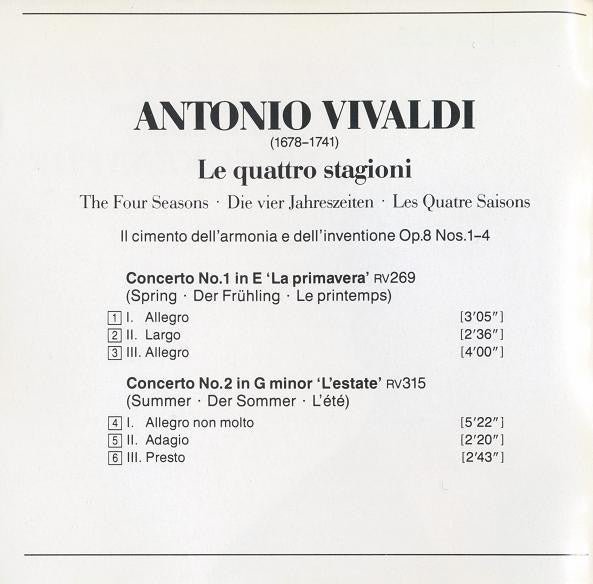 ANTONIO VIVALDI
(1678–1741)
Le quattro stagioni
The Four Seasons · Die vier Jahreszeiten · Les Quatre Saisons
Il cimento dell'armonia e dell'inventione Op.8 Nos.1–4
Concerto No.1 in E 'La primavera' RV269
(Spring · Der Frühling · Le printemps)
1 I. Allegro [3′05″]
2 II. Largo [2′36″]
3 III. Allegro [4′00″]
Concerto No.2 in G minor 'L'estate' RV315
(Summer · Der Sommer · L'été)
4 I. Allegro non molto [5′22″]
5 II. Adagio [2′20″]
6 III. Presto [2′43″]